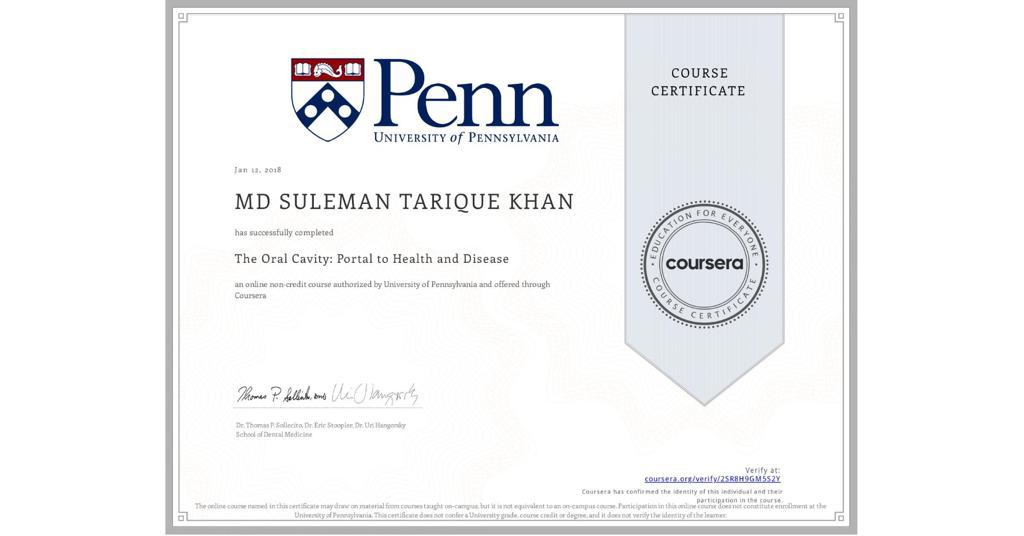 Penn
UNIVERSITY of PENNSYLVANIA
COURSE
CERTIFICATE
Jan 12, 2018
MD SULEMAN TARIQUE KHAN
has successfully completed
The Oral Cavity: Portal to Health and Disease
an online non-credit course authorized by University of Pennsylvania and offered through
Coursera
EDUCATION FOR EVERYONE
coursera
COURSE CERTIFICATE
Thomas P. Sollecito, DMD
Dr. Thomas P. Sollecito, Dr. Eric Stoopler, Dr. Uri Hangorsky
School of Dental Medicine
Verify at:
coursera.org/verify/2SR8H9GM5S2Y
Coursera has confirmed the identity of this individual and their
participation in the course.
The online course named in this certificate may draw on material from courses taught on-campus, but it is not equivalent to an on-campus course. Participation in this online course does not constitute enrollment at the
University of Pennsylvania. This certificate does not confer a University grade, course credit or degree, and it does not verify the identity of the learner.